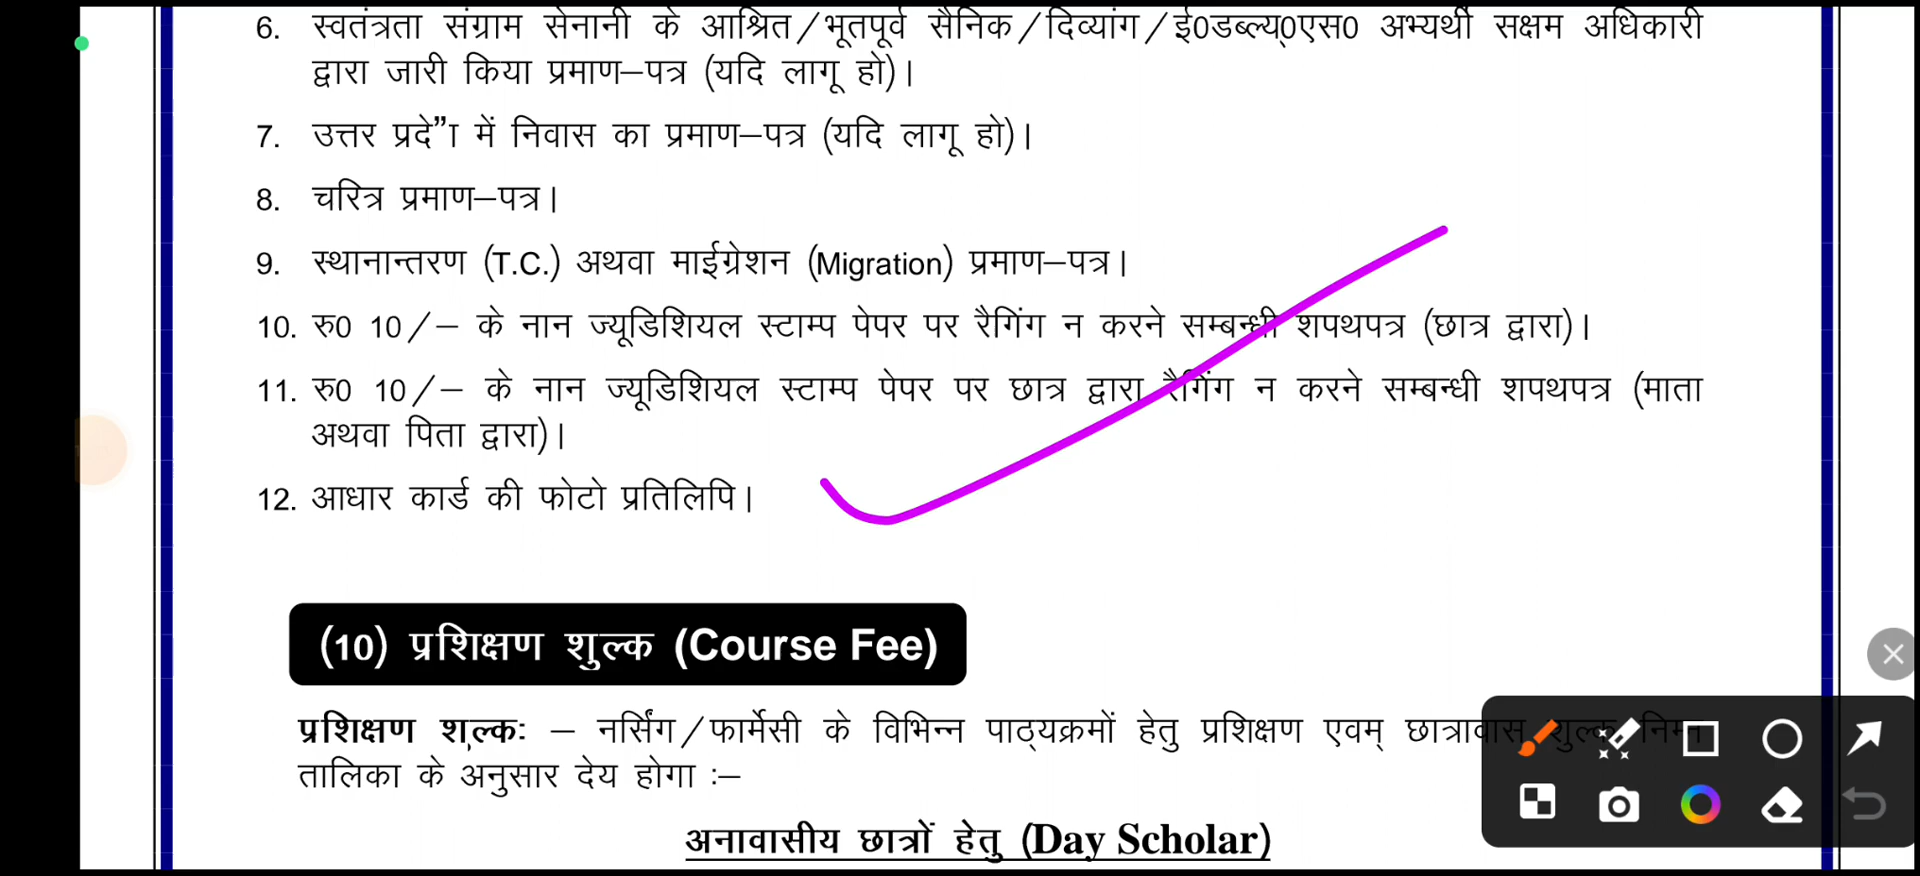 6. स्वतंत्रता संग्राम सेनानी के आश्रित/भूतपूर्व सैनिक/दिव्यांग/ई0डब्ल्यू0एस0 अभ्यर्थी सक्षम अधिकारी
द्वारा जारी किया प्रमाण–पत्र (यदि लागू हो)।
7. उत्तर प्रदे”ा में निवास का प्रमाण–पत्र (यदि लागू हो)।
8. चरित्र प्रमाण–पत्र।
9. स्थानान्तरण (T.C.) अथवा माईग्रेशन (Migration) प्रमाण–पत्र।
10. रु0 10/– के नान ज्यूडिशियल स्टाम्प पेपर पर रैगिंग न करने सम्बन्धी शपथपत्र (छात्र द्वारा)।
11. रु0 10/– के नान ज्यूडिशियल स्टाम्प पेपर पर छात्र द्वारा रैगिंग न करने सम्बन्धी शपथपत्र (माता
अथवा पिता द्वारा)।
12. आधार कार्ड की फोटो प्रतिलिपि।
(10) प्रशिक्षण शुल्क (Course Fee)
प्रशिक्षण शुल्कः – नर्सिंग/फार्मेसी के विभिन्न पाठ्यक्रमों हेतु प्रशिक्षण एवम् छात्रावास शुल्क निम्न
तालिका के अनुसार देय होगा :–
अनावासीय छात्रों हेतु (Day Scholar)